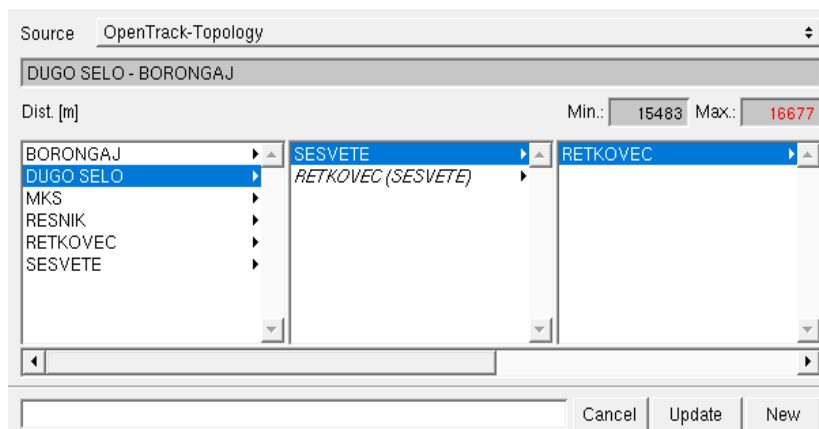 Source OpenTrack-Topology
DUGO SELO - BORONGAJ
Dist. [m] Min.: 15483 Max.: 16677
BORONGAJ SESVETE RETKOVEC
DUGO SELO RETKOVEC (SESVETE)
MKS
RESNIK
RETKOVEC
SESVETE
Cancel Update New